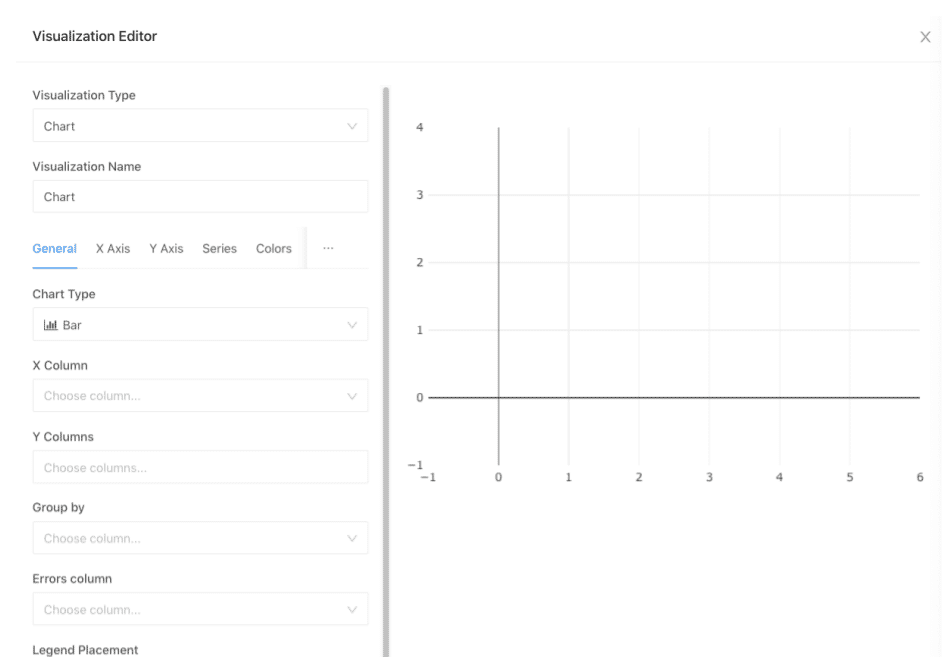 Visualization Editor
Visualization Type
Chart
Visualization Name
Chart
General X Axis Y Axis Series Colors ...
Chart Type
Bar
X Column
Choose column...
Y Columns
Choose columns...
Group by
Choose column...
Errors column
Choose column...
Legend Placement
4
3
2
1
0
−1
−1 0 1 2 3 4 5 6